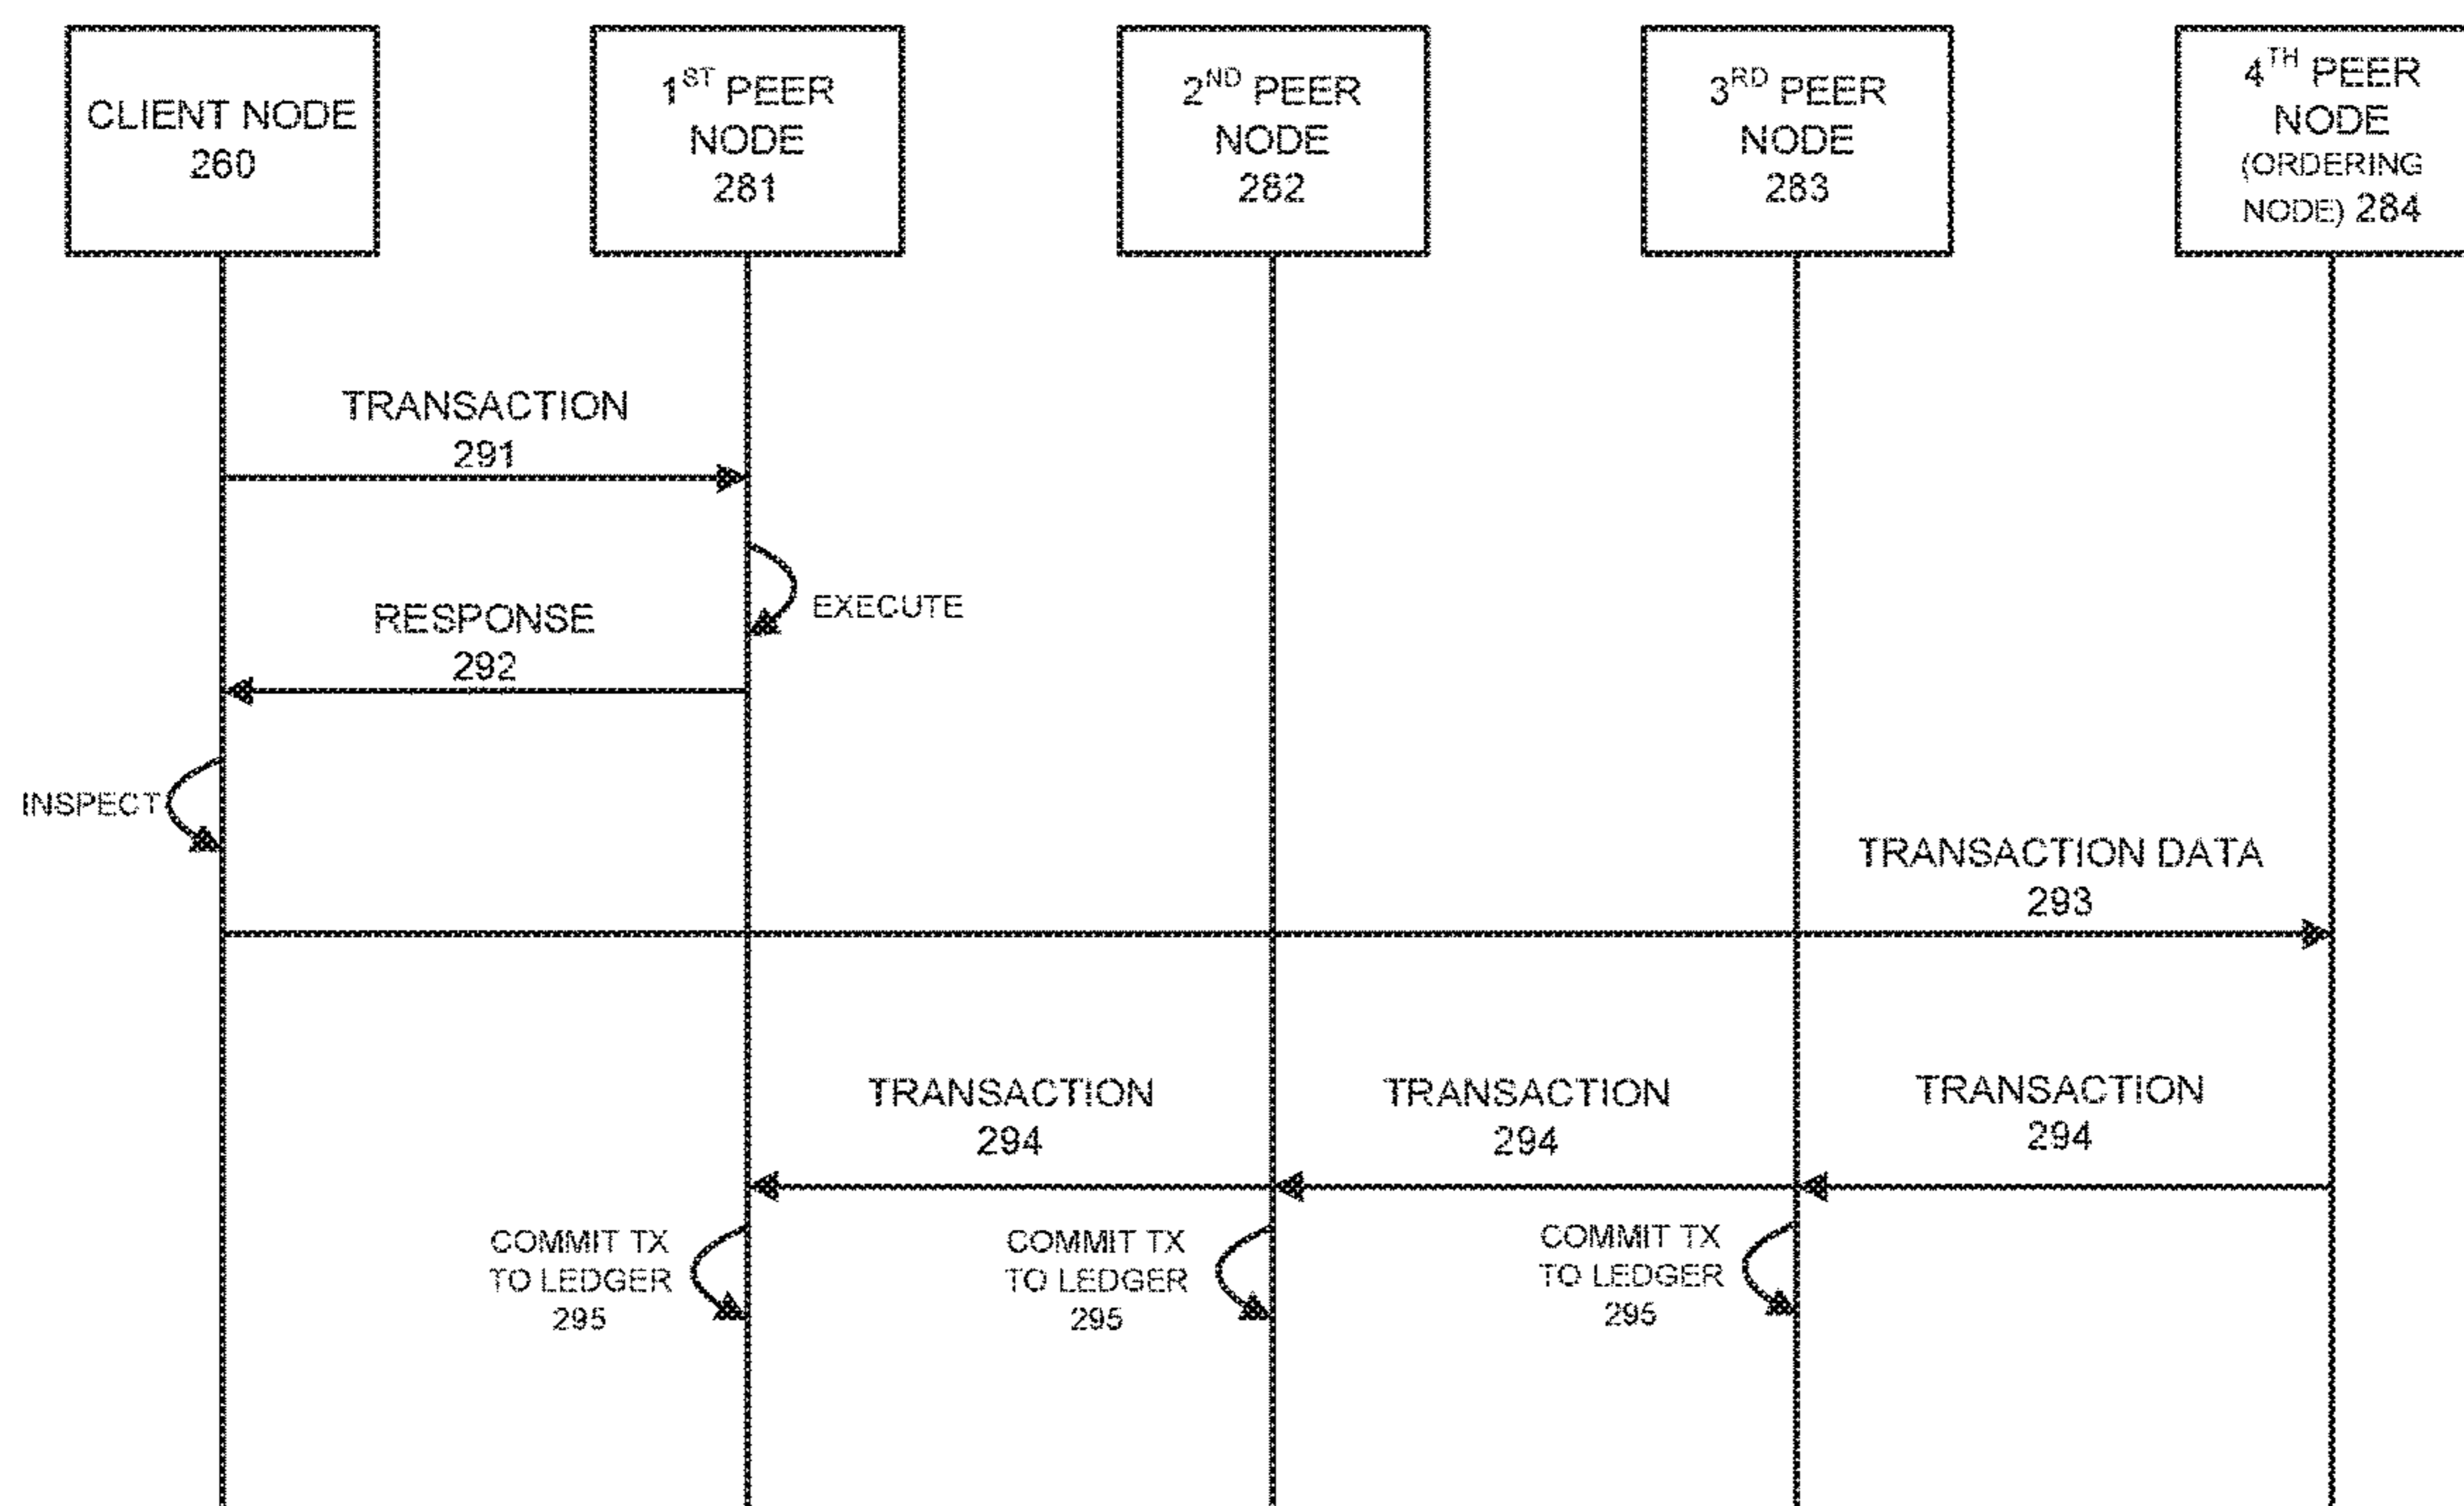 CLIENT NODE
260
1ST PEER
NODE
281
2ND PEER
NODE
282
3RD PEER
NODE
283
4TH PEER
NODE
(ORDERING
NODE) 284
TRANSACTION
291
EXECUTE
RESPONSE
292
INSPECT
TRANSACTION DATA
293
TRANSACTION
294
TRANSACTION
294
TRANSACTION
294
COMMIT TX
TO LEDGER
295
COMMIT TX
TO LEDGER
295
COMMIT TX
TO LEDGER
295